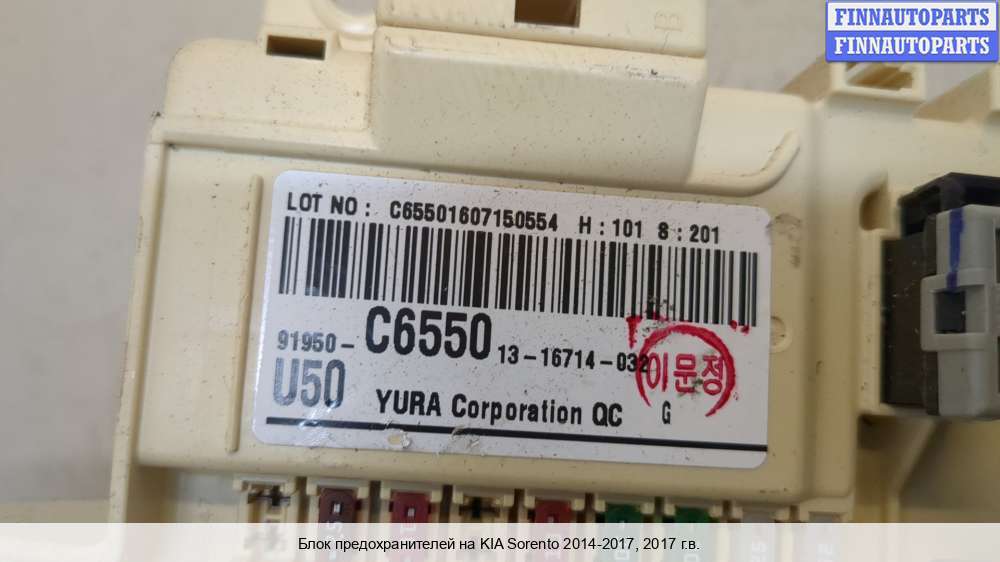 FINNAUTOPARTS
FINNAUTOPARTS
LOT NO : C65501607150554 H : 101 S : 201
91950- C6550 13-16714-032
이문정
U50 YURA Corporation QC G
Блок предохранителей на KIA Sorento 2014-2017, 2017 г.в.